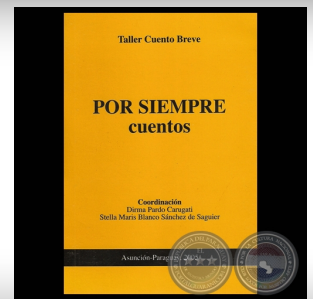 Taller Cuento Breve
POR SIEMPRE
cuentos
Coordinación
Dirma Pardo Carugati
Stella Maris Blanco Sánchez de Saguier
Asunción-Paraguay